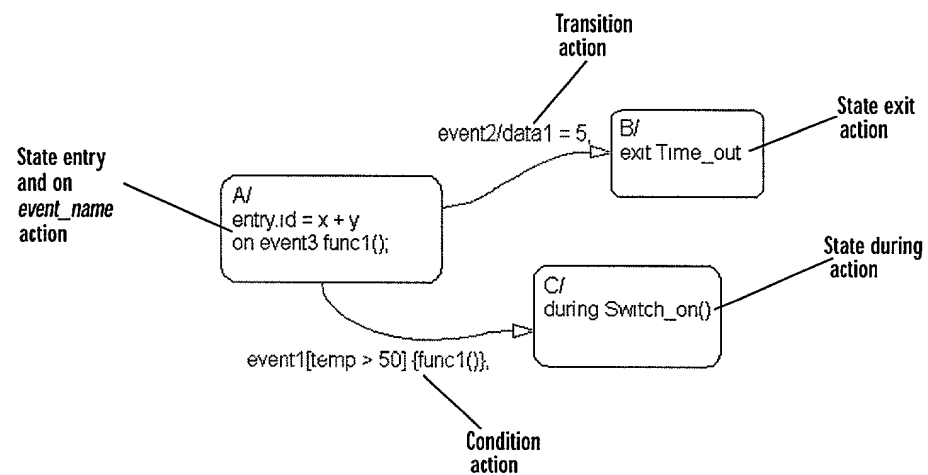 Transition
action
event2/data1 = 5,
B/
exit Time_out
State exit
action
State entry
and on
event_name
action
A/
entry.id = x + y
on event3 func1();
State during
action
C/
during Switch_on()
event1[temp > 50] {func1()},
Condition
action